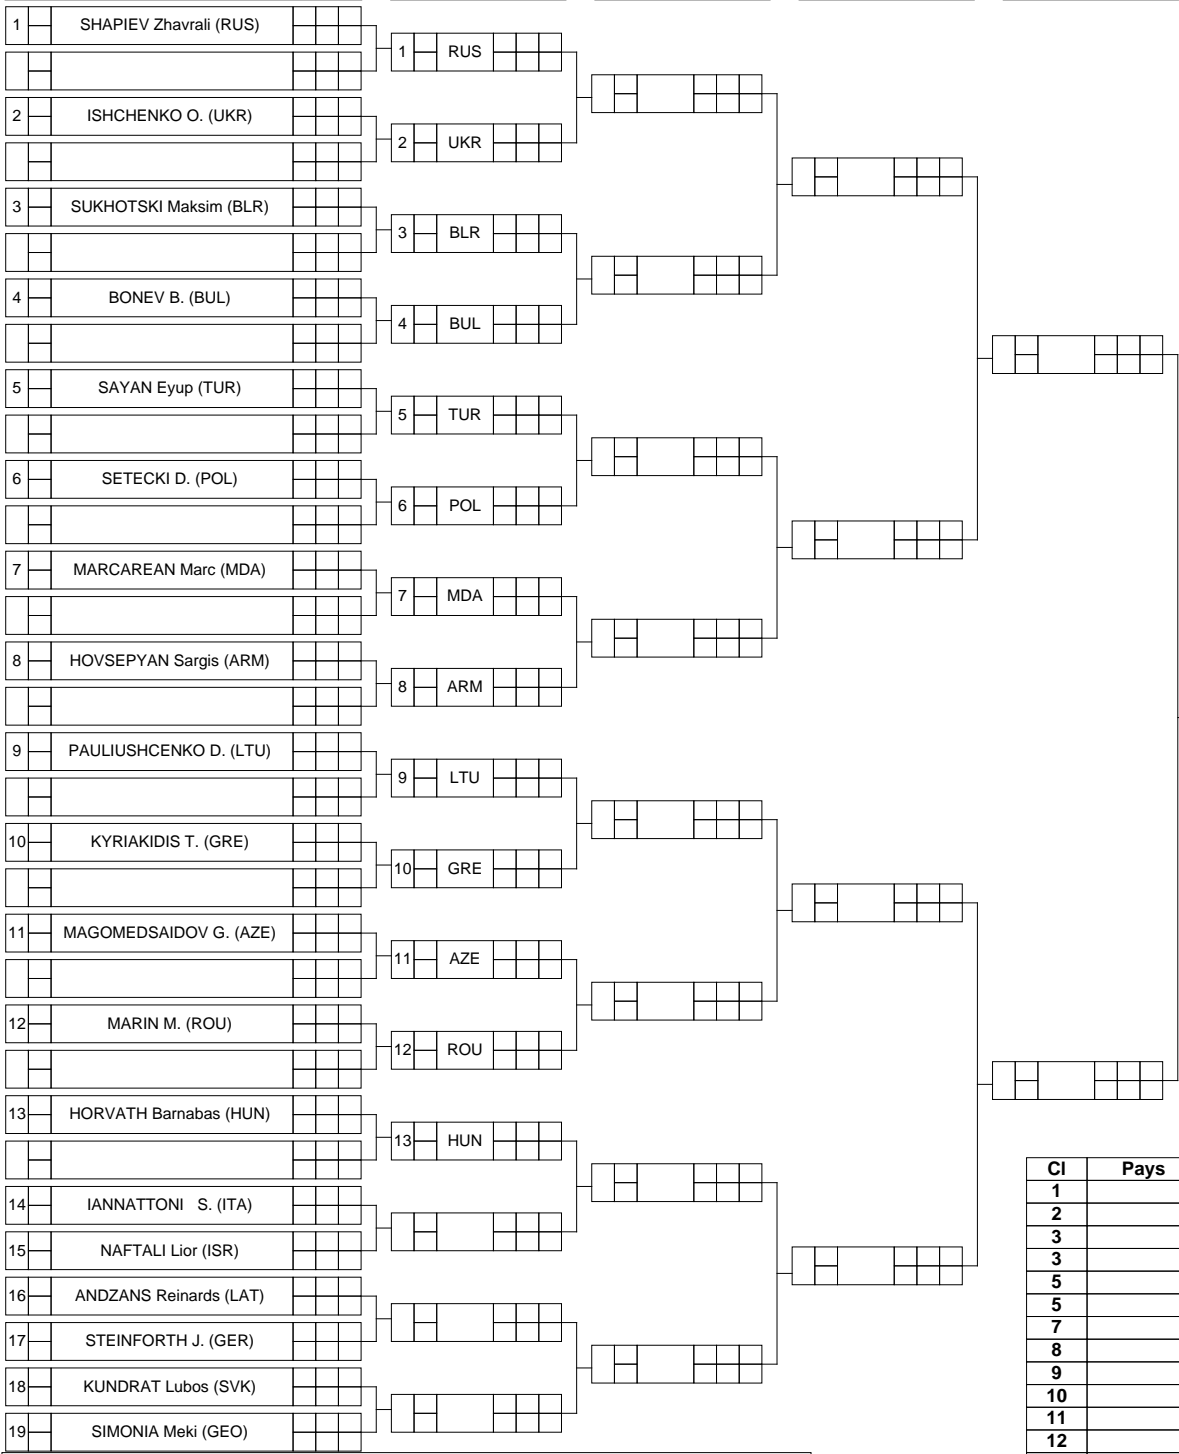 1 SHAPIEV Zhavrali (RUS)
2 ISHCHENKO O. (UKR)
3 SUKHOTSKI Maksim (BLR)
4 BONEV B. (BUL)
5 SAYAN Eyup (TUR)
6 SETECKI D. (POL)
7 MARCAREAN Marc (MDA)
8 HOVSEPYAN Sargis (ARM)
9 PAULIUSHCENKO D. (LTU)
10 KYRIAKIDIS T. (GRE)
11 MAGOMEDSAIDOV G. (AZE)
12 MARIN M. (ROU)
13 HORVATH Barnabas (HUN)
14 IANNATTONI S. (ITA)
15 NAFTALI Lior (ISR)
16 ANDZANS Reinards (LAT)
17 STEINFORTH J. (GER)
18 KUNDRAT Lubos (SVK)
19 SIMONIA Meki (GEO)
1 RUS
2 UKR
3 BLR
4 BUL
5 TUR
6 POL
7 MDA
8 ARM
9 LTU
10 GRE
11 AZE
12 ROU
13 HUN
Cl Pays
1
2
3
3
5
5
7
8
9
10
11
12